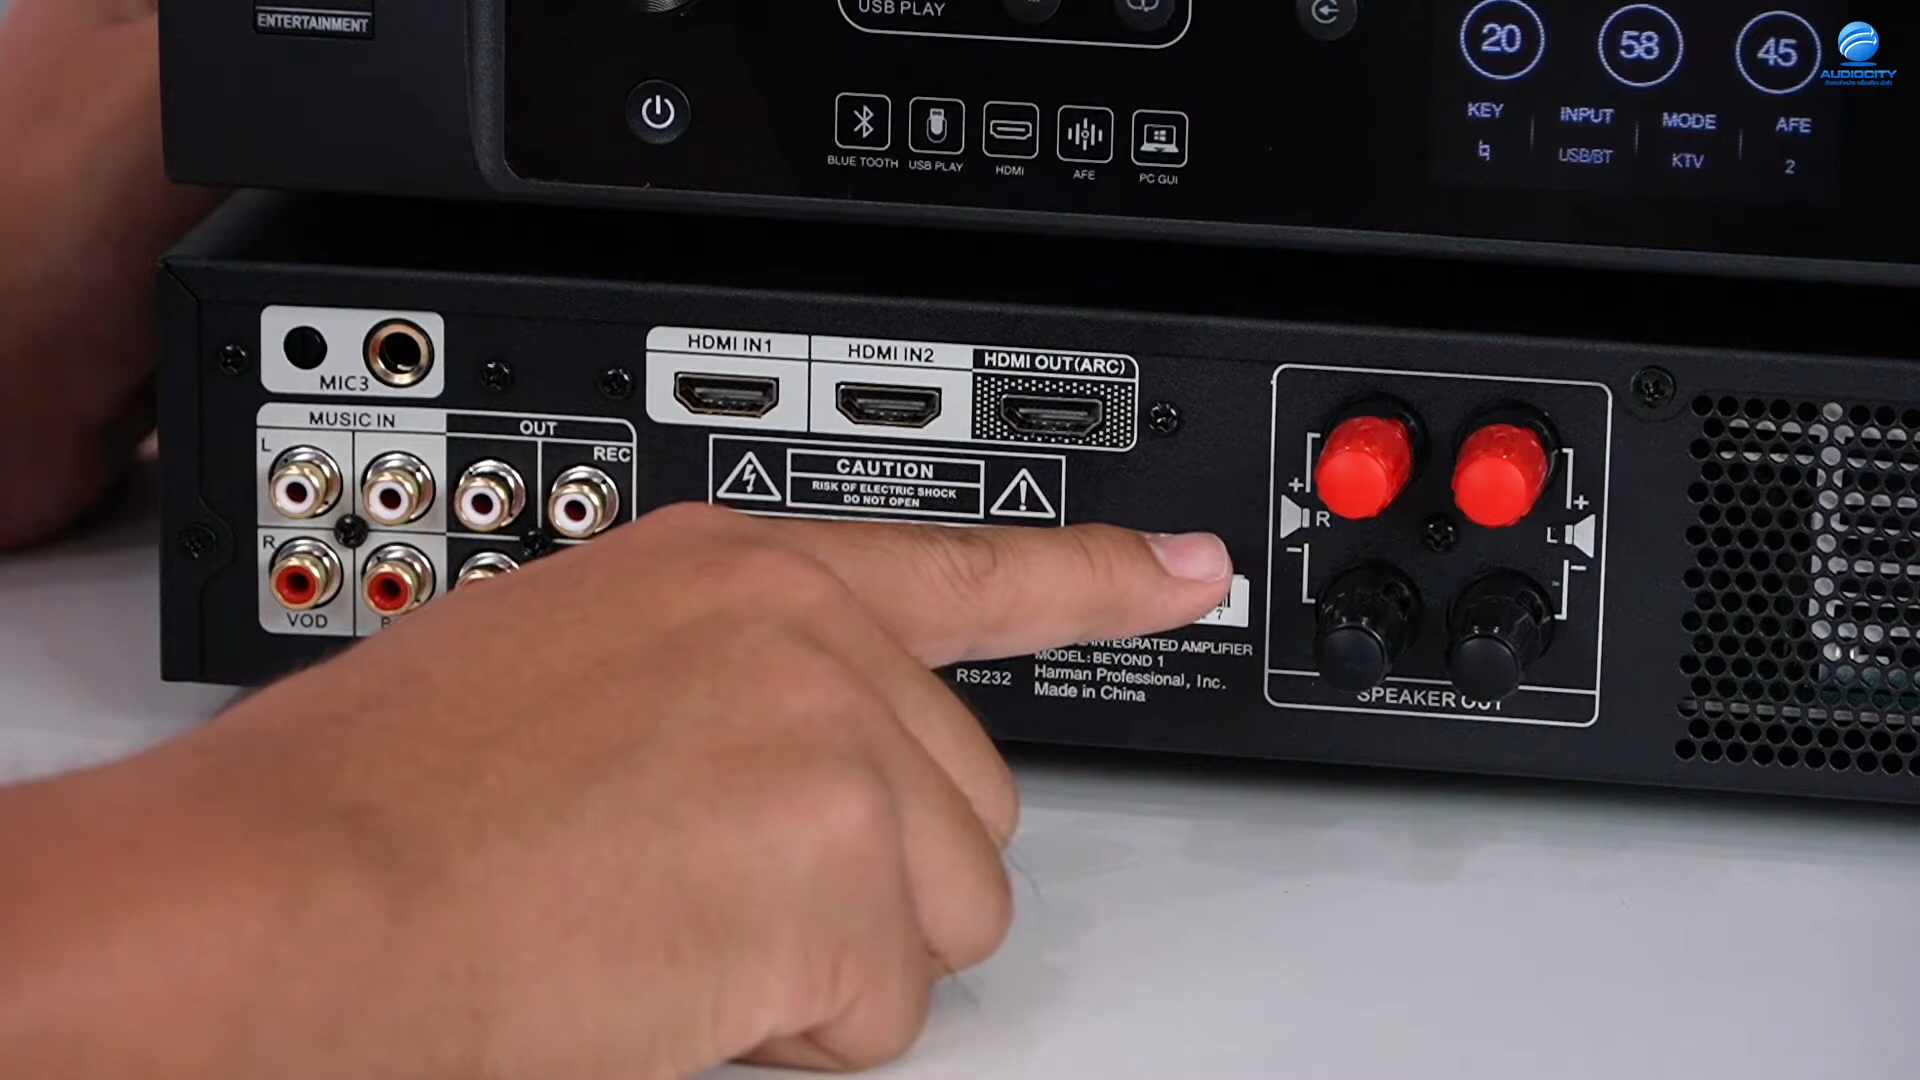 ENTERTAINMENT
USB PLAY
20
58
45
AUDIOCITY
KEY
INPUT
MODE
AFE
♮
USB/BT
KTV
2
BLUE TOOTH
USB PLAY
HDMI
AFE
PC GUI
MIC3
HDMI IN1
HDMI IN2
HDMI OUT(ARC)
MUSIC IN
OUT
L
REC
R
VOD
CAUTION
RISK OF ELECTRIC SHOCK
DO NOT OPEN
+
R
−
+
L
−
SPEAKER OUT
7
INTEGRATED AMPLIFIER
MODEL: BEYOND 1
Harman Professional, Inc.
Made in China
RS232